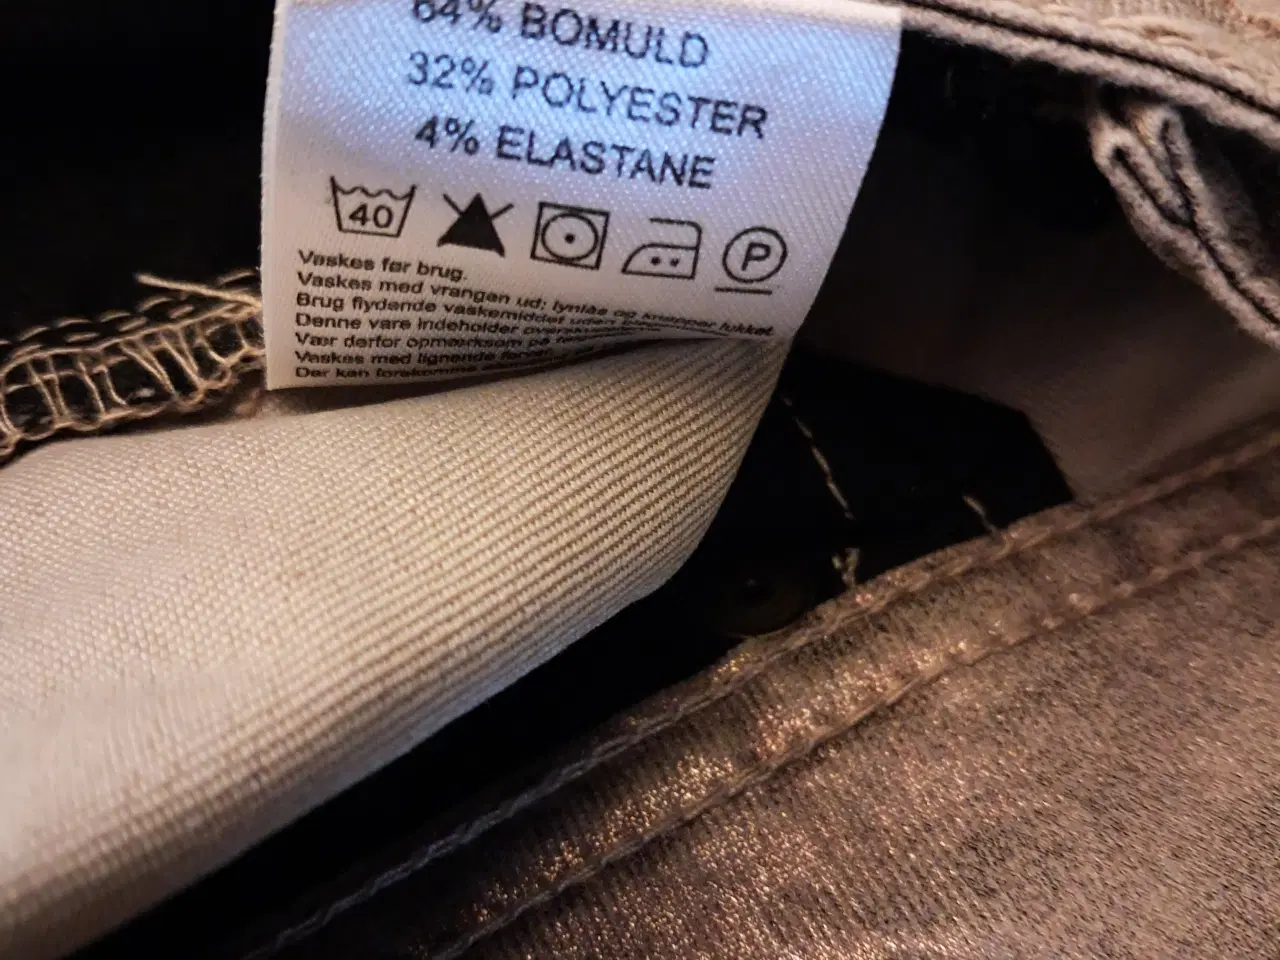 64% BOMULD
32% POLYESTER
4% ELASTANE
40 P
Vaskes før brug.
Vaskes med vrangen ud; lynlås og knapper lukket.
Brug flydende vaskemiddel uden
Denne vare indeholder
Vær derfor opmærksom på
Vaskes med lignende farver.
Der kan forekomme